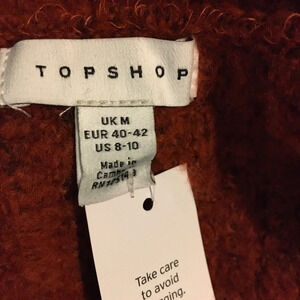 TOPSHOP
UK M
EUR 40-42
US 8-10
Made in
Take care
to avoid